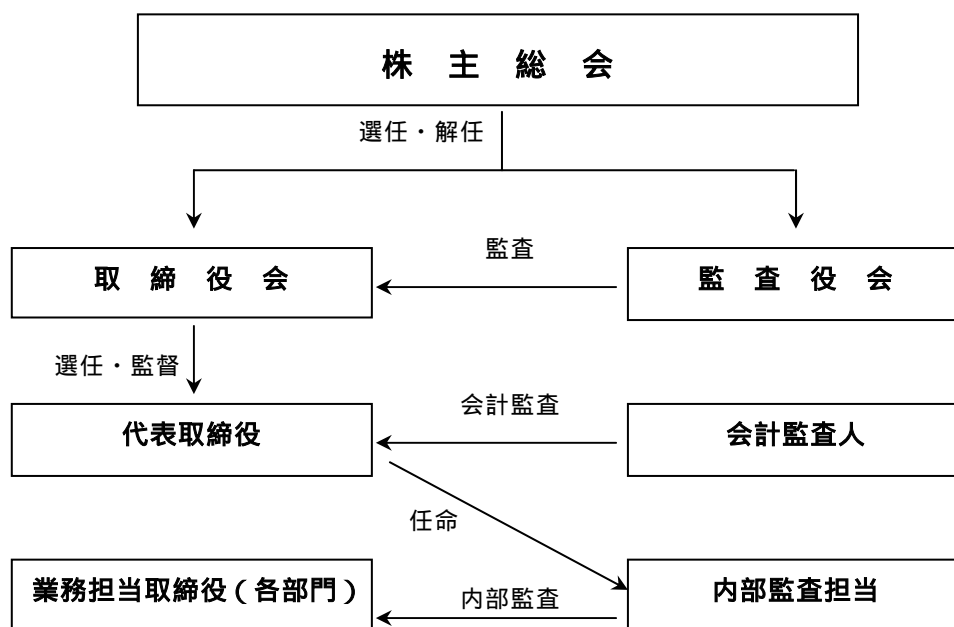 株 主 総 会
選任・解任
監査
取 締 役 会
監 査 役 会
選任・監督
会計監査
代表取締役
会計監査人
任命
業務担当取締役（各部門）
内部監査
内部監査担当